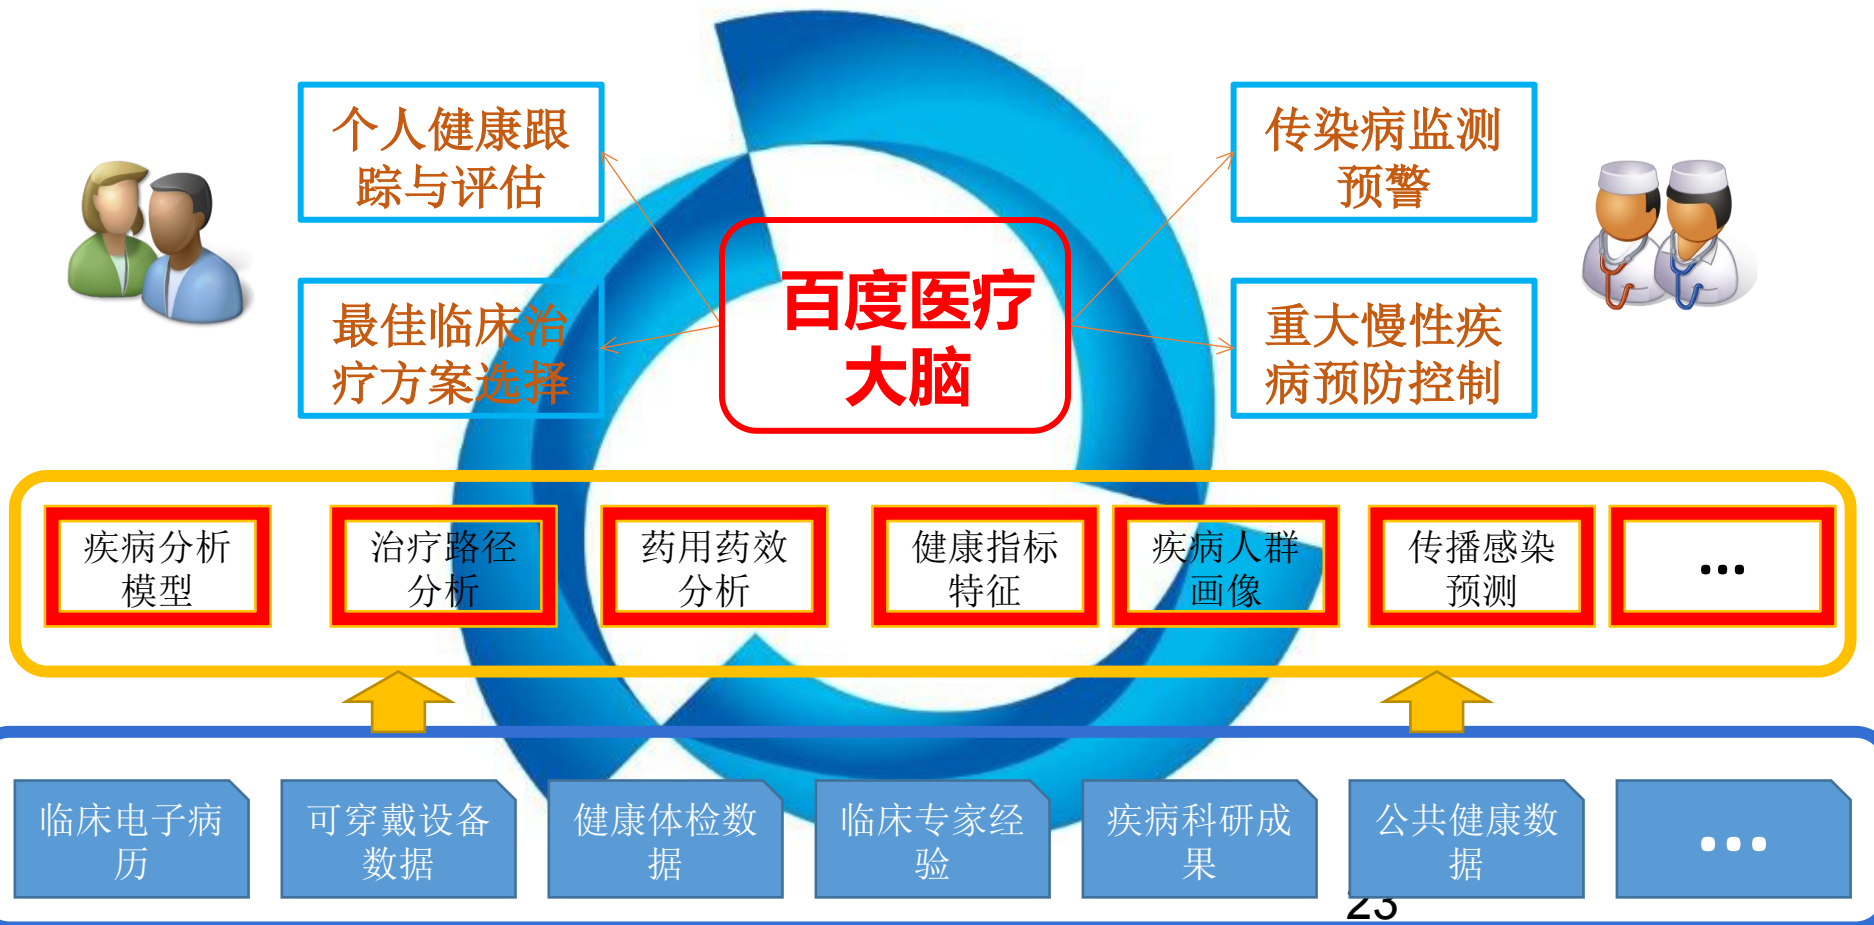 个人健康跟
踪与评估
传染病监测
预警
百度医疗
大脑
最佳临床治
疗方案选择
重大慢性疾
病预防控制
疾病分析
模型
治疗路径
分析
药用药效
分析
健康指标
特征
疾病人群
画像
传播感染
预测
...
临床电子病
历
可穿戴设备
数据
健康体检数
据
临床专家经
验
疾病科研成
果
公共健康数
据
...
23